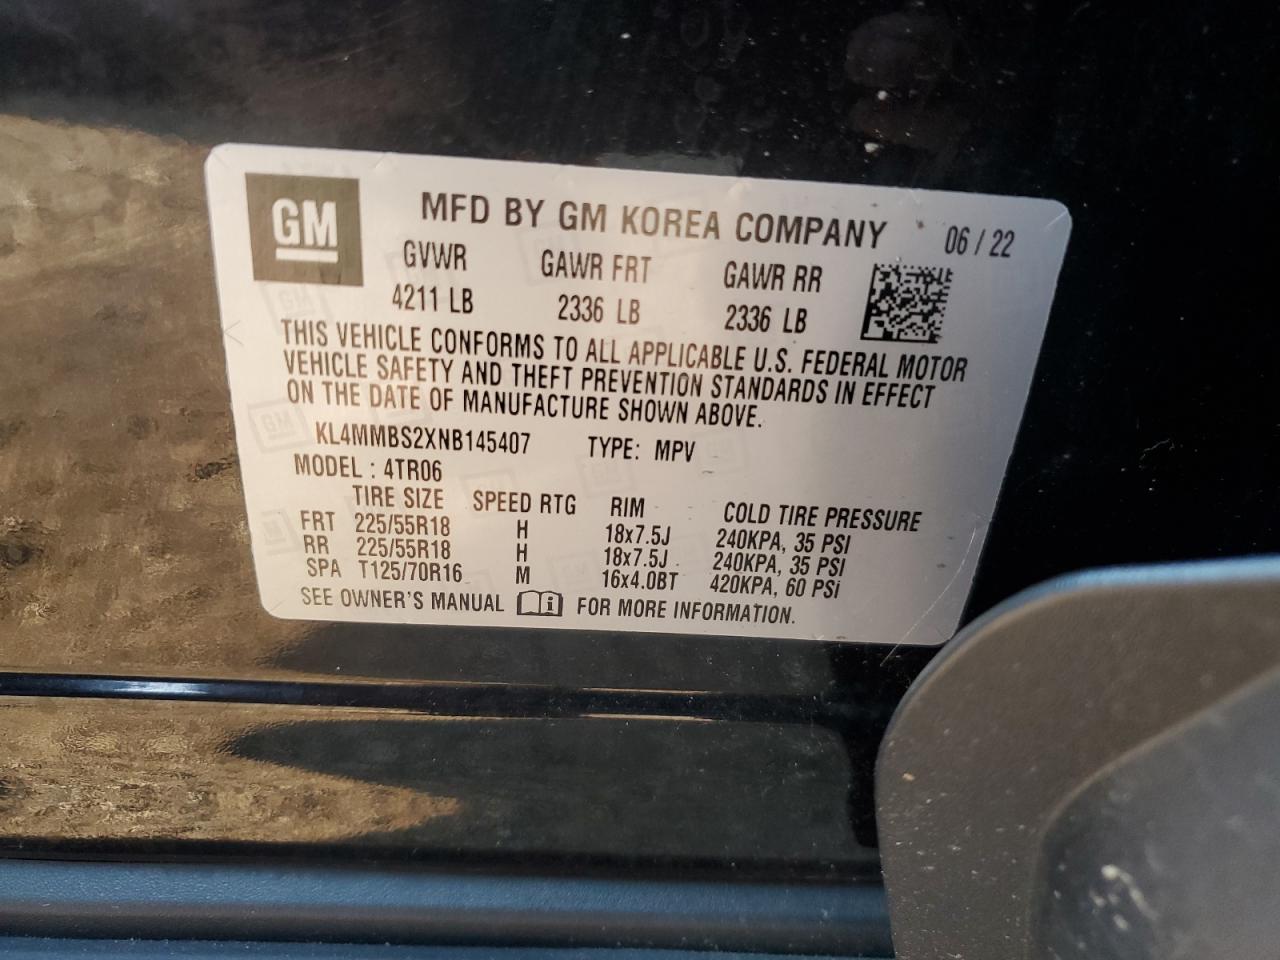 GM
MFD BY GM KOREA COMPANY 06 / 22
GVWR GAWR FRT GAWR RR
4211 LB 2336 LB 2336 LB
THIS VEHICLE CONFORMS TO ALL APPLICABLE U.S. FEDERAL MOTOR
VEHICLE SAFETY AND THEFT PREVENTION STANDARDS IN EFFECT
ON THE DATE OF MANUFACTURE SHOWN ABOVE.
KL4MMBS2XNB145407 TYPE: MPV
MODEL : 4TR06
TIRE SIZE SPEED RTG RIM COLD TIRE PRESSURE
FRT 225/55R18 H 18x7.5J 240KPA, 35 PSI
RR 225/55R18 H 18x7.5J 240KPA, 35 PSI
SPA T125/70R16 M 16x4.0BT 420KPA, 60 PSi
SEE OWNER'S MANUAL i FOR MORE INFORMATION.